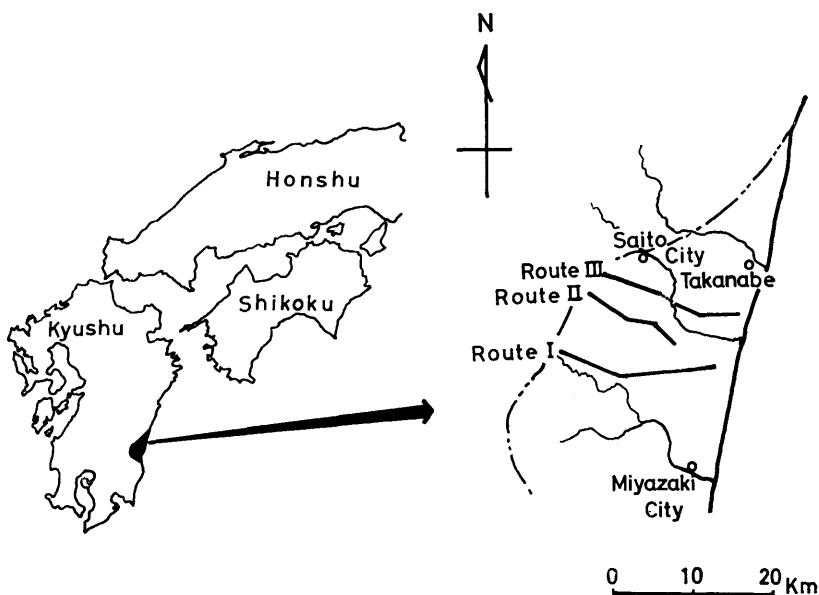 N
Honshu
Shikoku
Kyushu
Saito
City
Takanabe
Route III
Route II
Route I
Miyazaki
City
0 10 20 Km